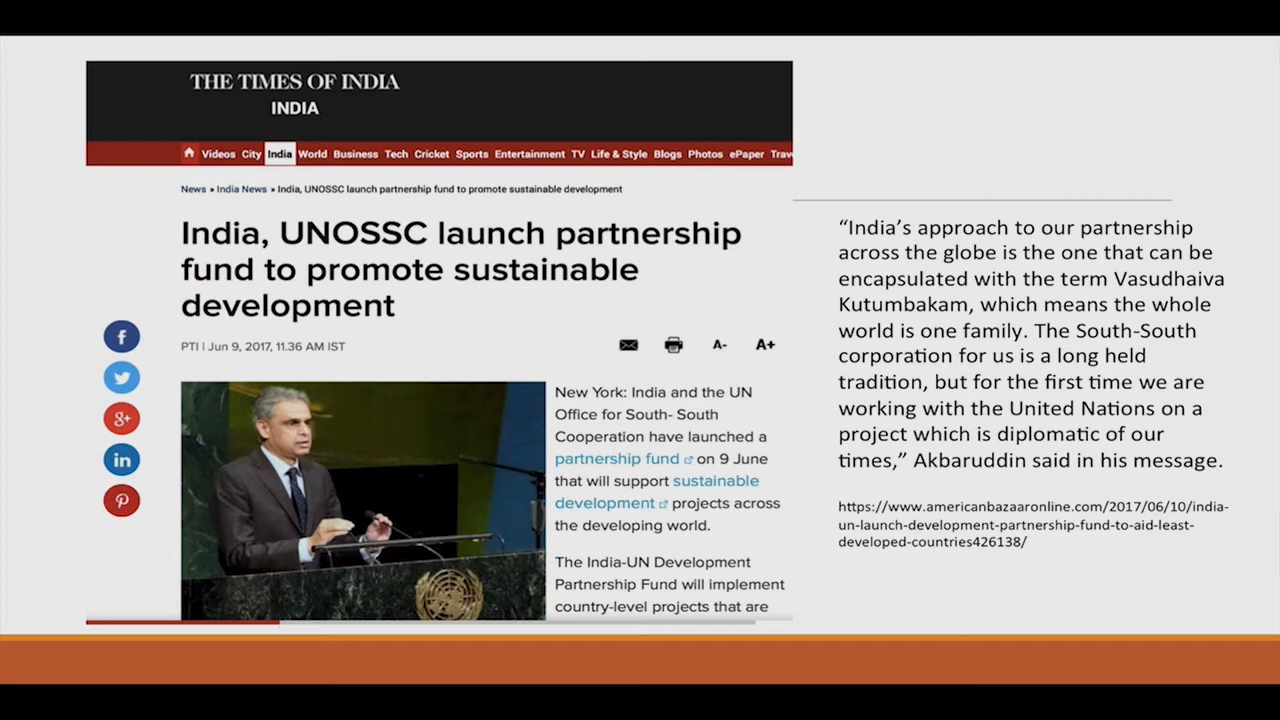 THE TIMES OF INDIA
INDIA
Videos City India World Business Tech Cricket Sports Entertainment TV Life & Style Blogs Photos ePaper Trav
News » India News » India, UNOSSC launch partnership fund to promote sustainable development
India, UNOSSC launch partnership
fund to promote sustainable
development
PTI | Jun 9, 2017, 11.36 AM IST
A- A+
f
g+
in
New York: India and the UN
Office for South- South
Cooperation have launched a
partnership fund on 9 June
that will support sustainable
development projects across
the developing world.
The India-UN Development
Partnership Fund will implement
country-level projects that are
“India’s approach to our partnership
across the globe is the one that can be
encapsulated with the term Vasudhaiva
Kutumbakam, which means the whole
world is one family. The South-South
corporation for us is a long held
tradition, but for the first time we are
working with the United Nations on a
project which is diplomatic of our
times,” Akbaruddin said in his message.
https://www.americanbazaaronline.com/2017/06/10/india-
un-launch-development-partnership-fund-to-aid-least-
developed-countries426138/